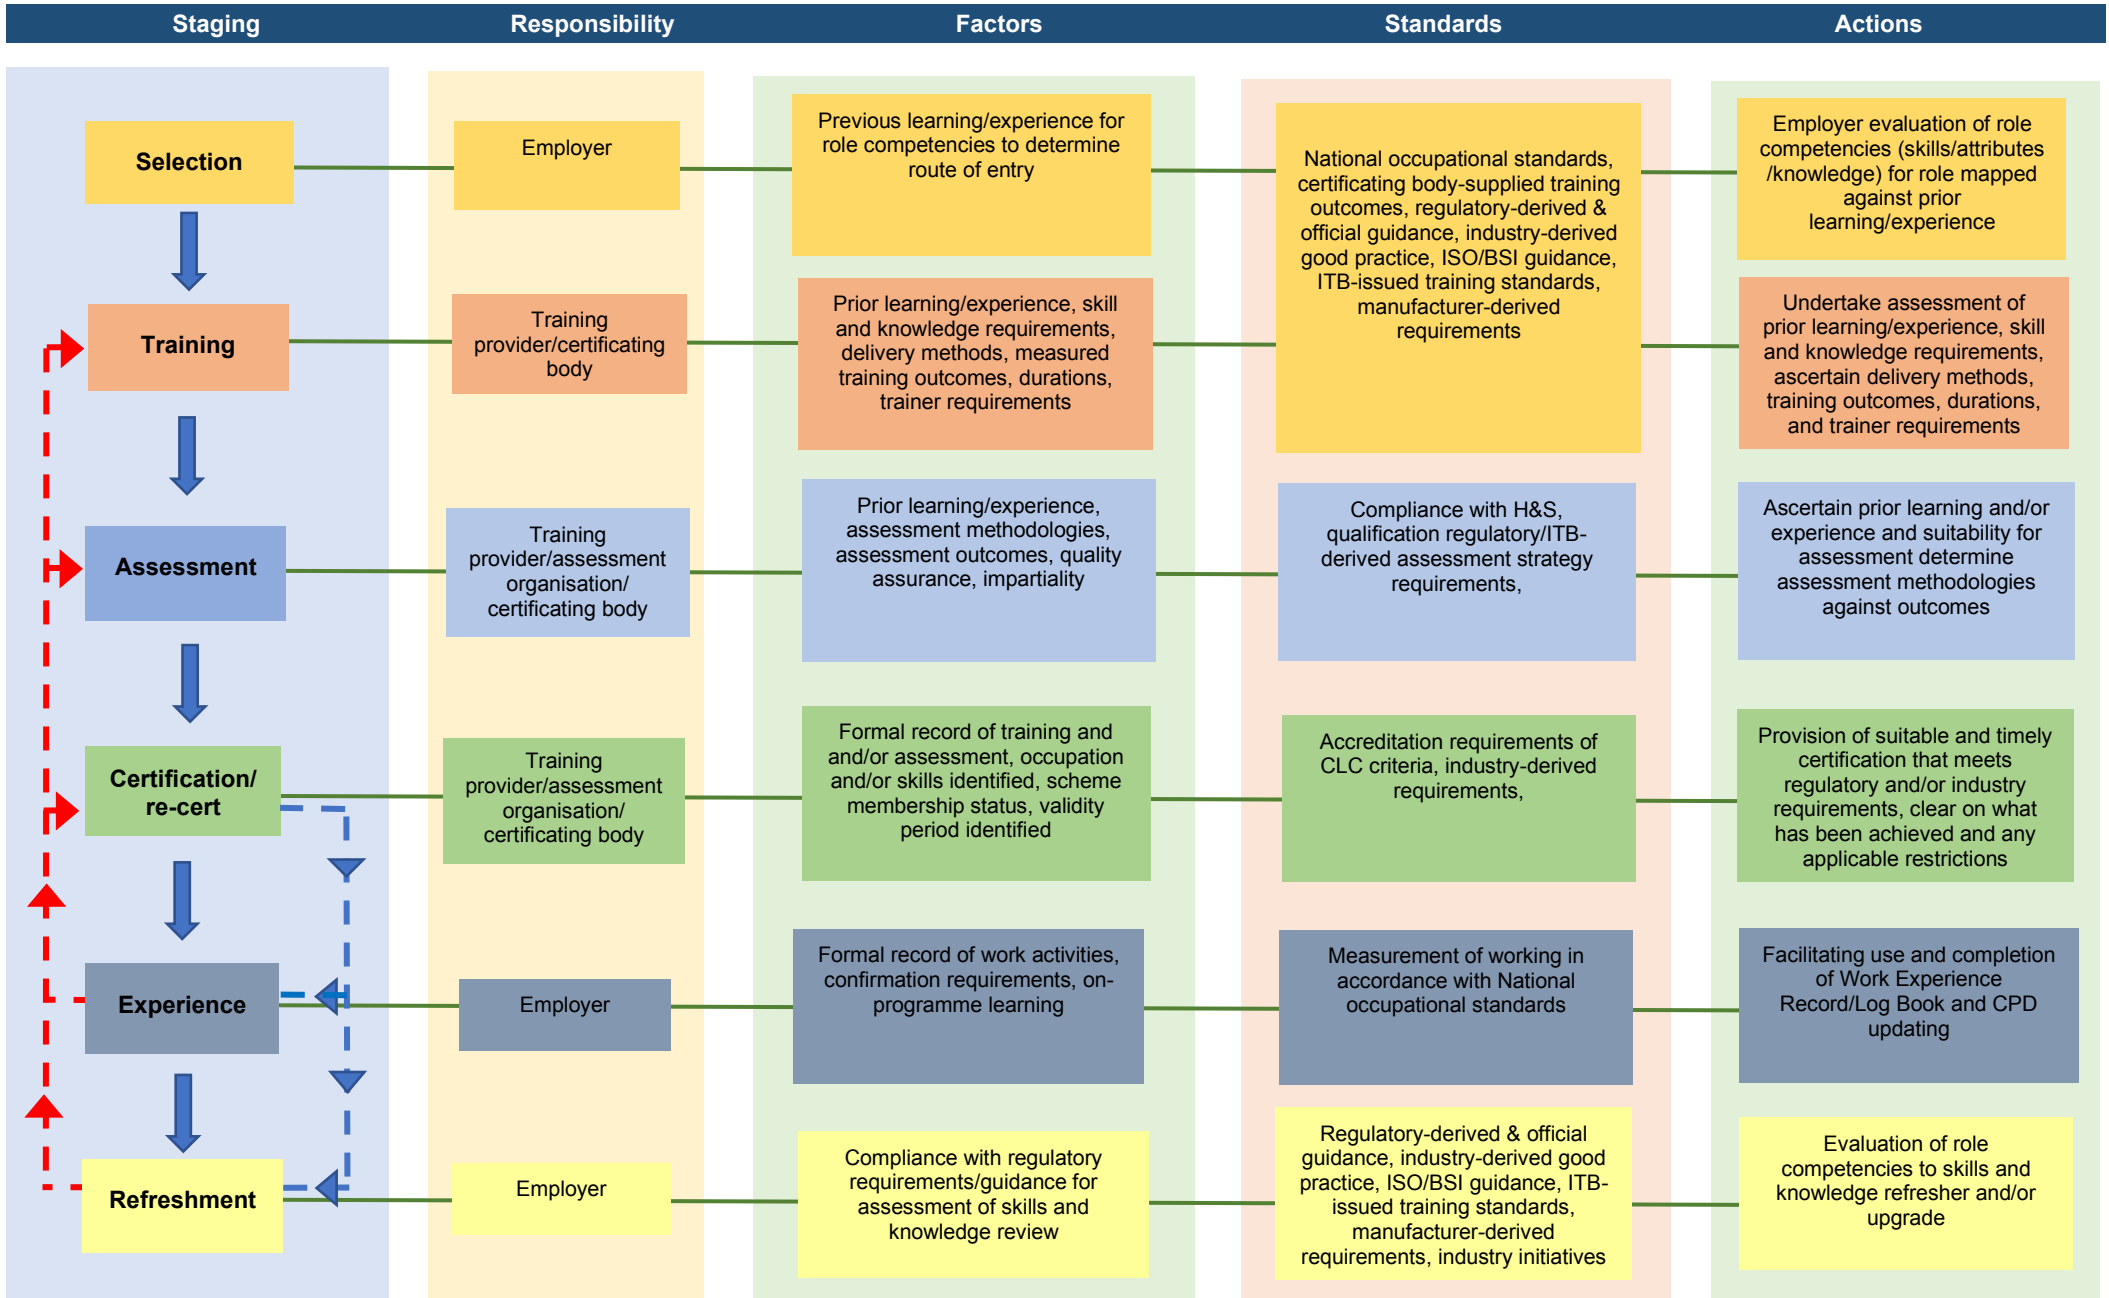 Staging Responsibility Factors Standards Actions
Selection
Employer
Previous learning/experience for
role competencies to determine
route of entry
National occupational standards,
certificating body-supplied training
outcomes, regulatory-derived &
official guidance, industry-derived
good practice, ISO/BSI guidance,
ITB-issued training standards,
manufacturer-derived
requirements
Employer evaluation of role
competencies (skills/attributes
/knowledge) for role mapped
against prior
learning/experience
Training
Training
provider/certificating
body
Prior learning/experience, skill
and knowledge requirements,
delivery methods, measured
training outcomes, durations,
trainer requirements
Undertake assessment of
prior learning/experience, skill
and knowledge requirements,
ascertain delivery methods,
training outcomes, durations,
and trainer requirements
Assessment
Training
provider/assessment
organisation/
certificating body
Prior learning/experience,
assessment methodologies,
assessment outcomes, quality
assurance, impartiality
Compliance with H&S,
qualification regulatory/ITB-
derived assessment strategy
requirements,
Ascertain prior learning and/or
experience and suitability for
assessment determine
assessment methodologies
against outcomes
Certification/
re-cert
Training
provider/assessment
organisation/
certificating body
Formal record of training and
and/or assessment, occupation
and/or skills identified, scheme
membership status, validity
period identified
Accreditation requirements of
CLC criteria, industry-derived
requirements,
Provision of suitable and timely
certification that meets
regulatory and/or industry
requirements, clear on what
has been achieved and any
applicable restrictions
Experience
Employer
Formal record of work activities,
confirmation requirements, on-
programme learning
Measurement of working in
accordance with National
occupational standards
Facilitating use and completion
of Work Experience
Record/Log Book and CPD
updating
Refreshment
Employer
Compliance with regulatory
requirements/guidance for
assessment of skills and
knowledge review
Regulatory-derived & official
guidance, industry-derived good
practice, ISO/BSI guidance, ITB-
issued training standards,
manufacturer-derived
requirements, industry initiatives
Evaluation of role
competencies to skills and
knowledge refresher and/or
upgrade